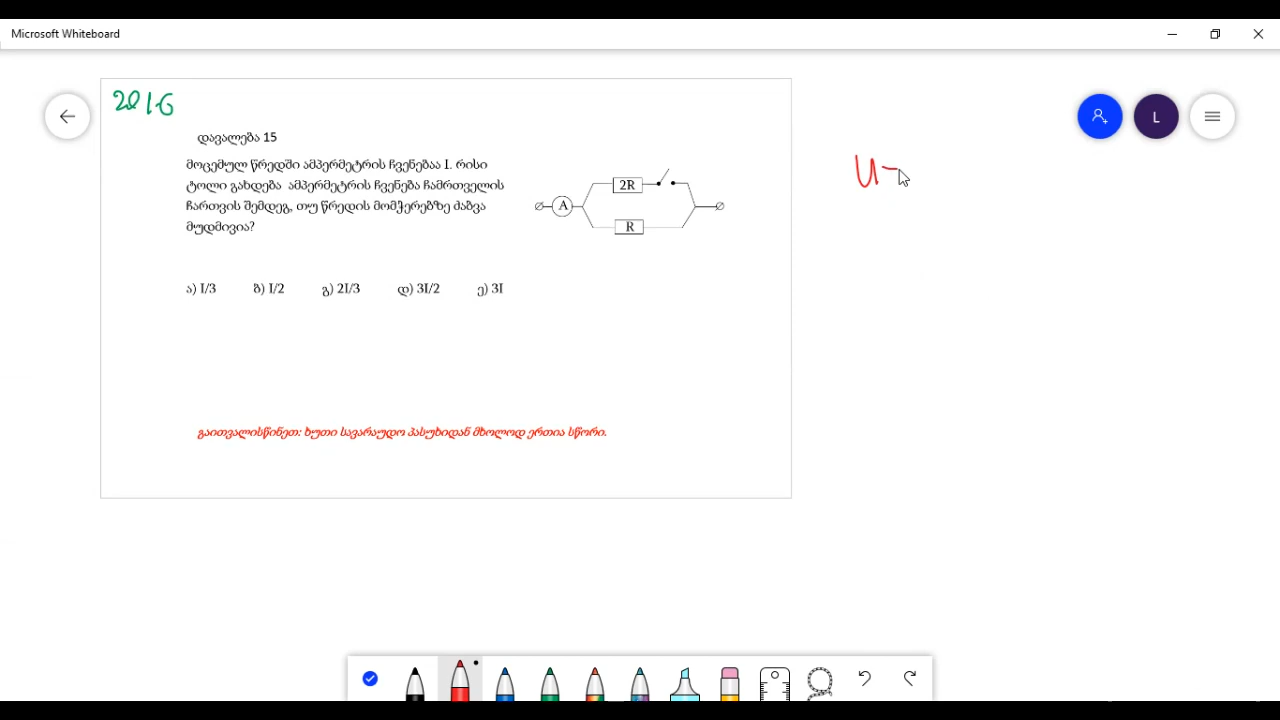 Microsoft Whiteboard
2016
L
დავალება 15
მოცემულ წრედში ამპერმეტრის ჩვენებაა I. რისი
ტოლი გახდება ამპერმეტრის ჩვენება ჩამრთველის
ჩართვის შემდეგ, თუ წრედის მომჭერებზე ძაბვა
მუდმივია?
A
2R
R
ა) I/3 ბ) I/2 გ) 2I/3 დ) 3I/2 ე) 3I
გაითვალისწინეთ: ხუთი სავარაუდო პასუხიდან მხოლოდ ერთია სწორი.
U-